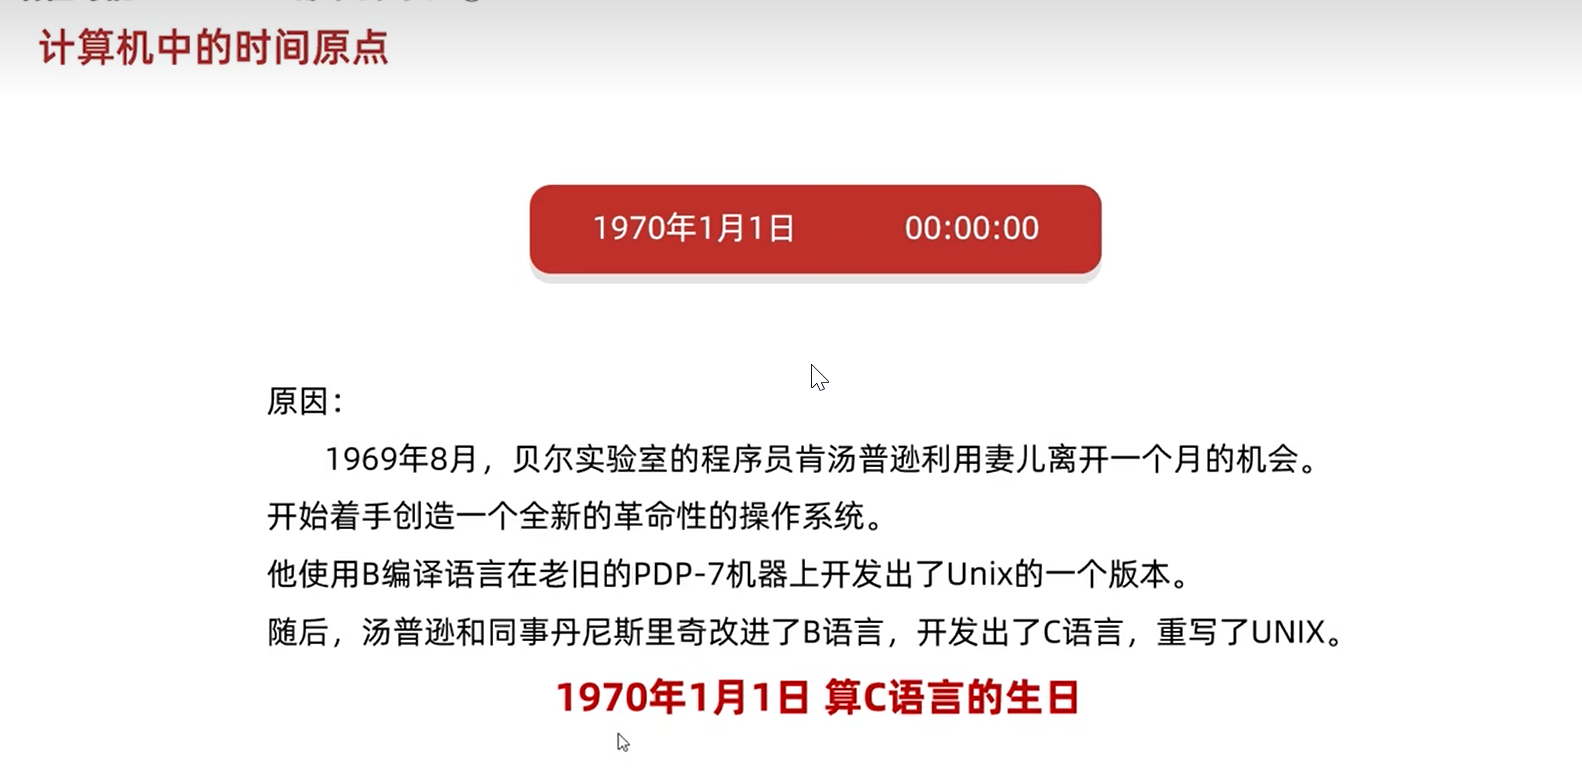 计算机中的时间原点
1970年1月1日 00:00:00
原因：
1969年8月，贝尔实验室的程序员肯汤普逊利用妻儿离开一个月的机会。
开始着手创造一个全新的革命性的操作系统。
他使用B编译语言在老旧的PDP-7机器上开发出了Unix的一个版本。
随后，汤普逊和同事丹尼斯里奇改进了B语言，开发出了C语言，重写了UNIX。
1970年1月1日 算C语言的生日